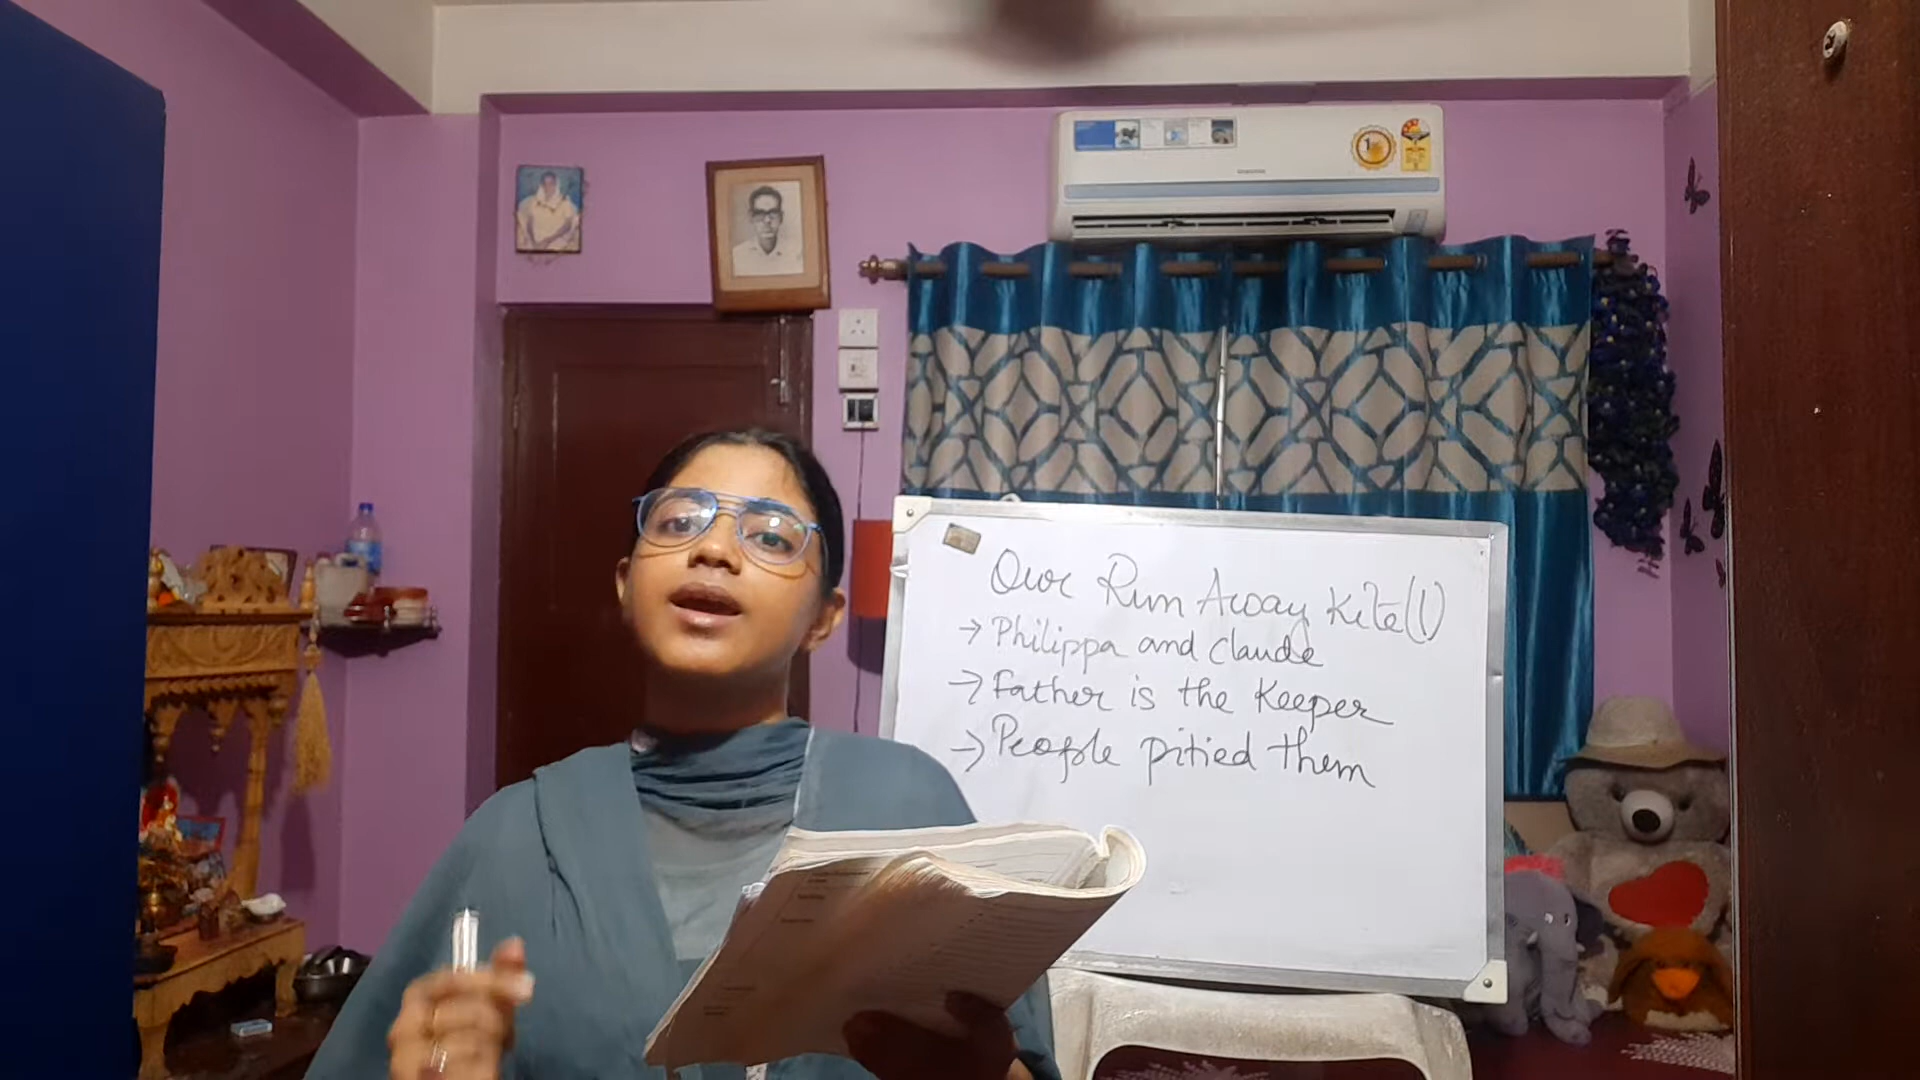 Our Run Away Kite(1)
→ Philippa and Claude
→ Father is the Keeper
→ People pitied them